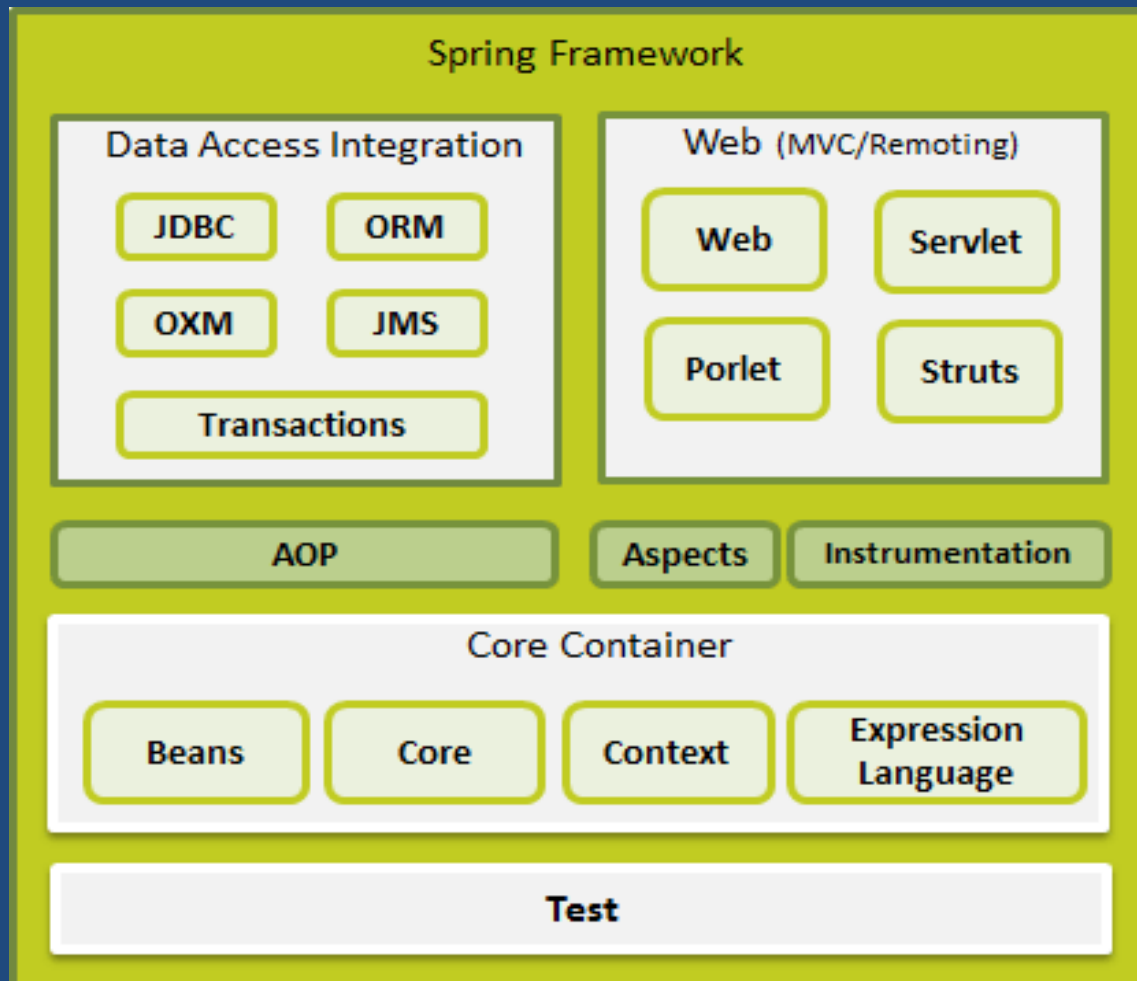 Spring Framework
Data Access Integration
JDBC
ORM
OXM
JMS
Transactions
Web (MVC/Remoting)
Web
Servlet
Porlet
Struts
AOP
Aspects
Instrumentation
Core Container
Beans
Core
Context
Expression
Language
Test